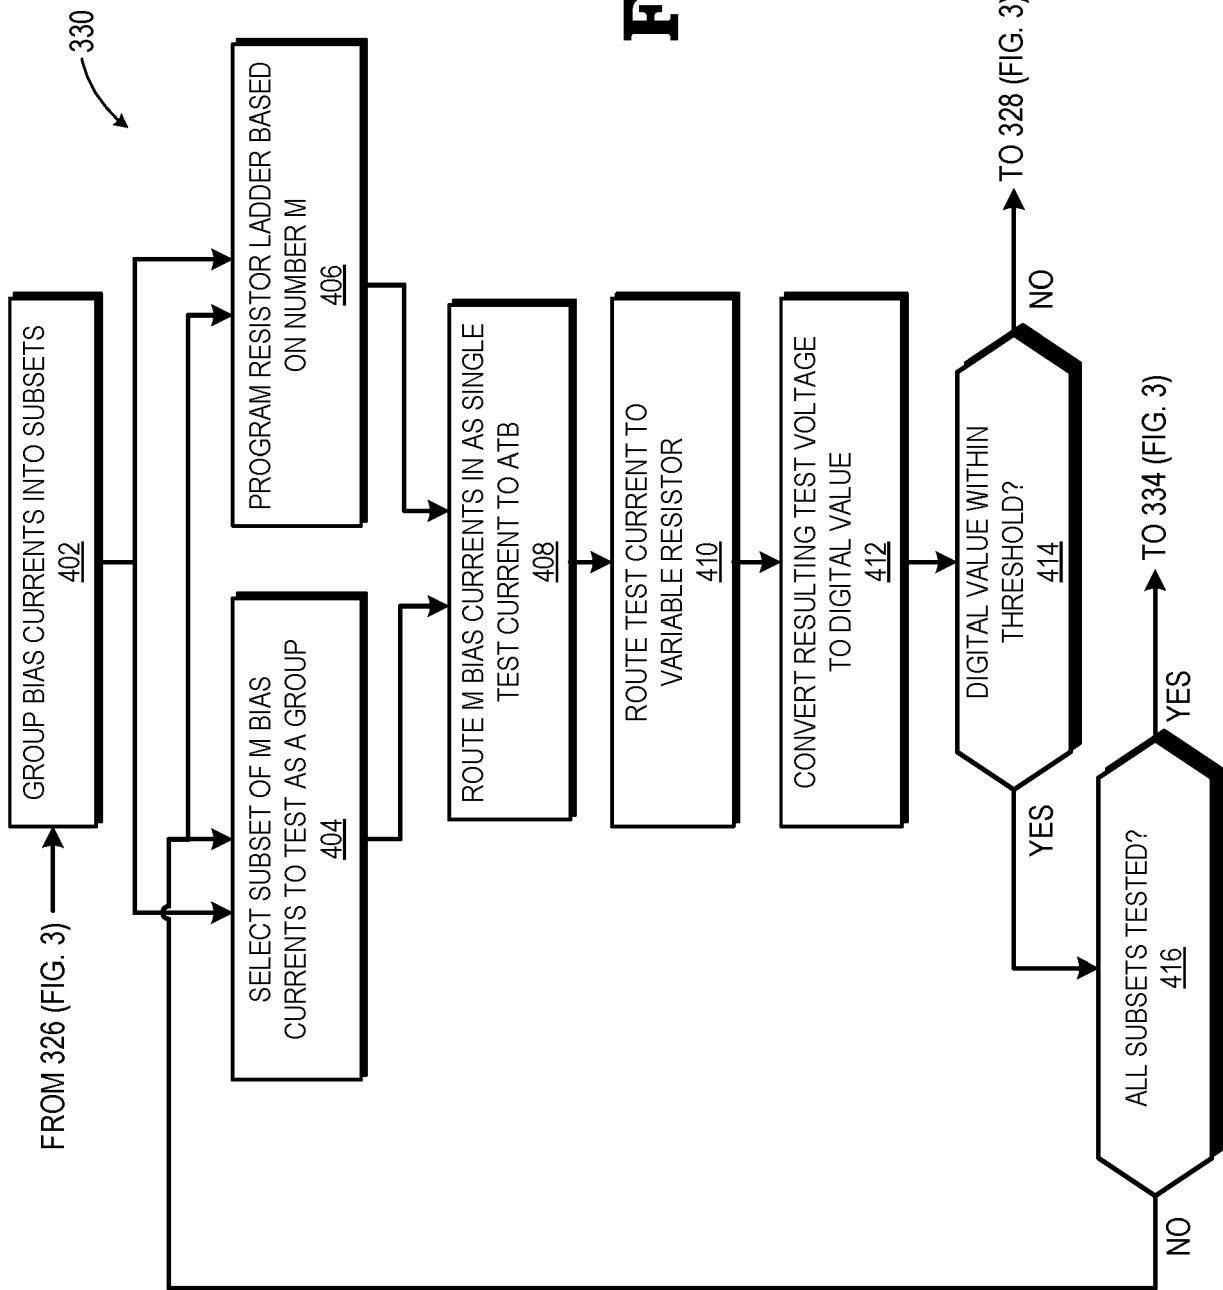 330
FROM 326 (FIG. 3)
GROUP BIAS CURRENTS INTO SUBSETS
402
SELECT SUBSET OF M BIAS
CURRENTS TO TEST AS A GROUP
404
PROGRAM RESISTOR LADDER BASED
ON NUMBER M
406
ROUTE M BIAS CURRENTS IN AS SINGLE
TEST CURRENT TO ATB
408
ROUTE TEST CURRENT TO
VARIABLE RESISTOR
410
CONVERT RESULTING TEST VOLTAGE
TO DIGITAL VALUE
412
DIGITAL VALUE WITHIN
THRESHOLD?
414
NO
TO 328 (FIG. 3)
YES
ALL SUBSETS TESTED?
416
YES
TO 334 (FIG. 3)
NO
F